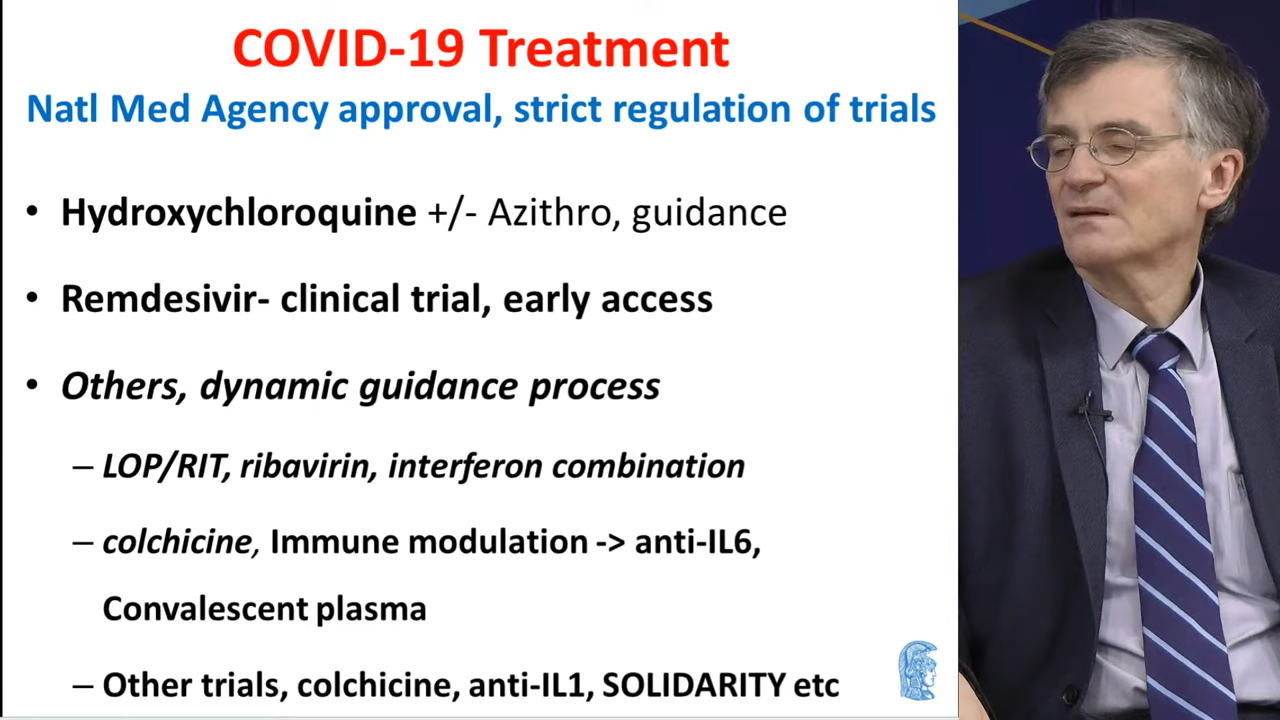 COVID-19 Treatment
Natl Med Agency approval, strict regulation of trials
• Hydroxychloroquine +/- Azithro, guidance
• Remdesivir- clinical trial, early access
• Others, dynamic guidance process
– LOP/RIT, ribavirin, interferon combination
– colchicine, Immune modulation -> anti-IL6,
Convalescent plasma
– Other trials, colchicine, anti-IL1, SOLIDARITY etc